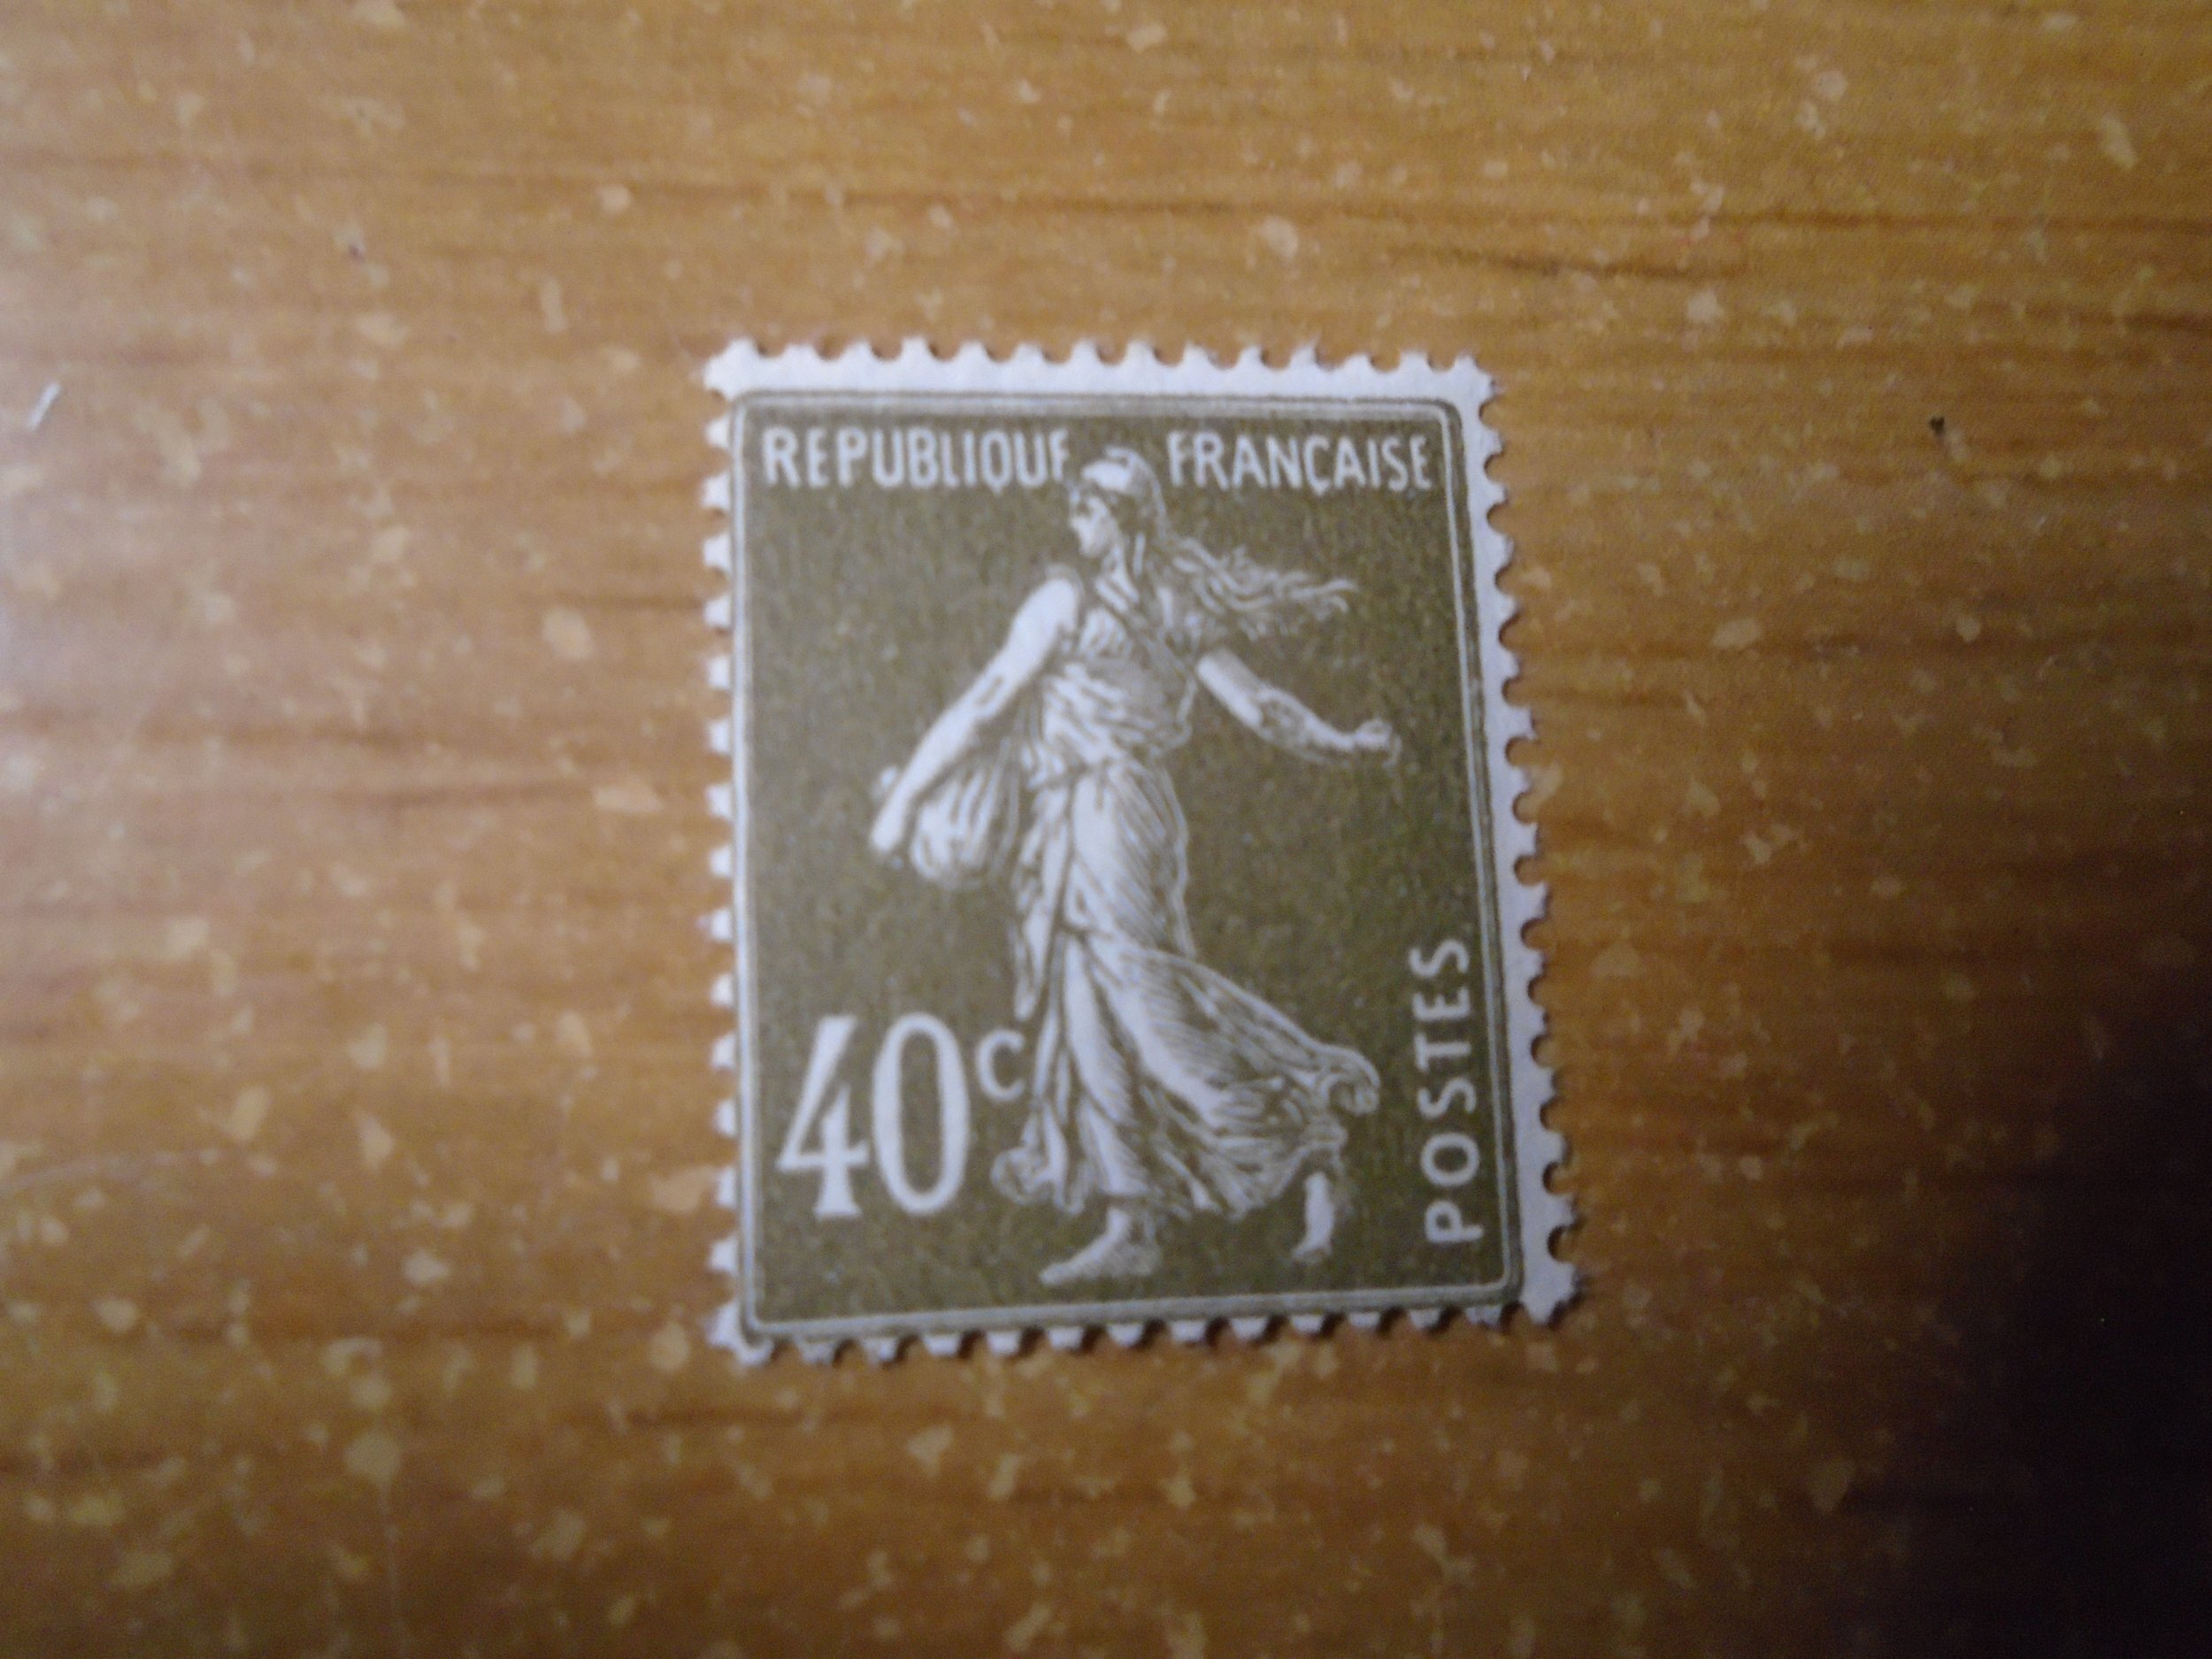 REPUBLIQUE FRANÇAISE
40c
POSTES